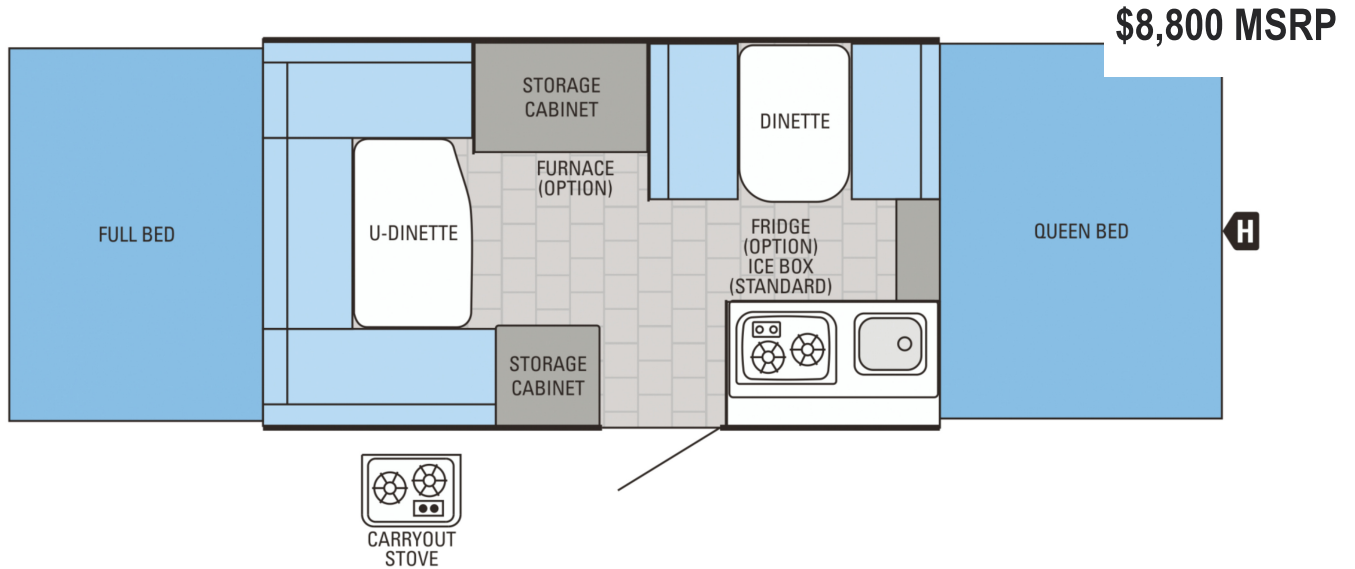 $8,800 MSRP
STORAGE
CABINET
DINETTE
FURNACE
(OPTION)
FULL BED
U-DINETTE
FRIDGE
(OPTION)
ICE BOX
(STANDARD)
QUEEN BED
H
STORAGE
CABINET
CARRYOUT
STOVE